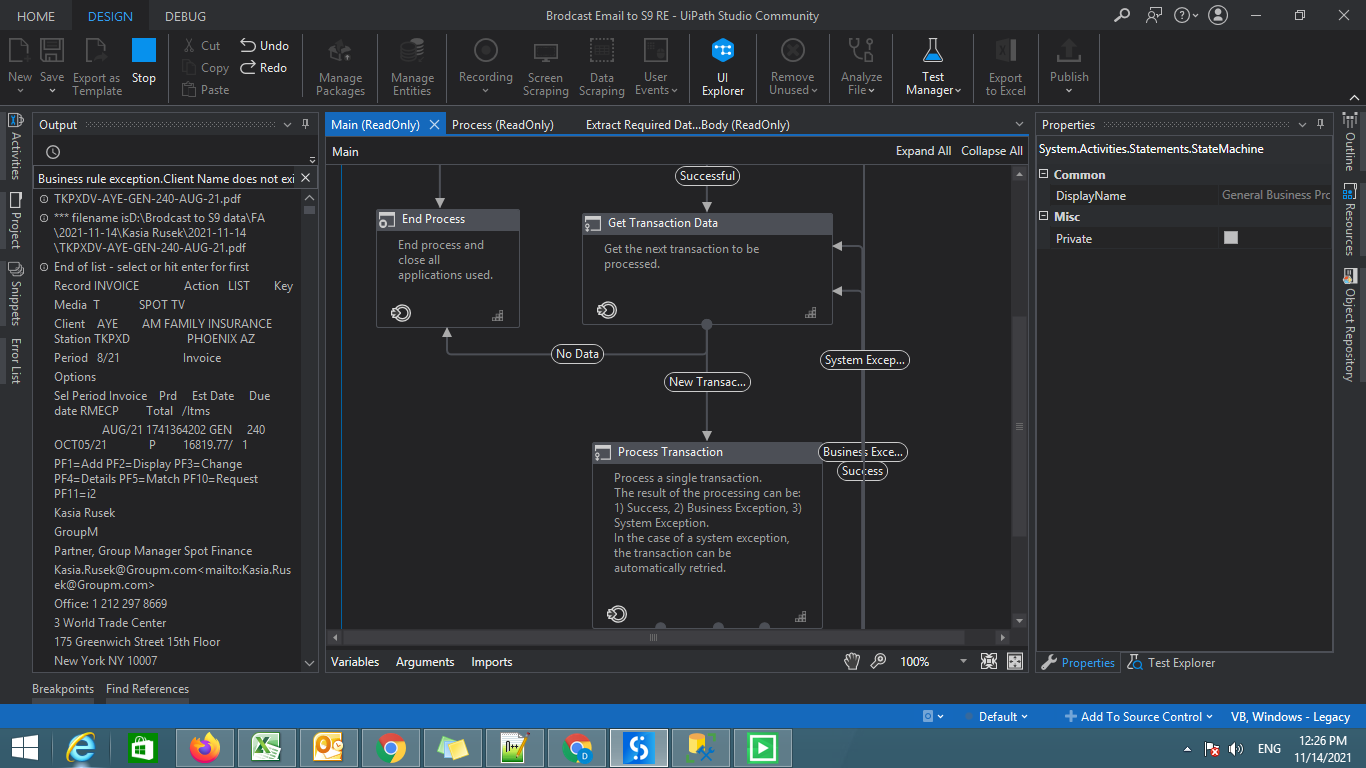 HOME DESIGN DEBUG
Brodcast Email to S9 RE - UiPath Studio Community
New
Save
Export as
Template
Stop
Cut
Copy
Paste
Undo
Redo
Manage
Packages
Manage
Entities
Recording
Screen
Scraping
Data
Scraping
User
Events
UI
Explorer
Remove
Unused
Analyze
File
Test
Manager
Export
to Excel
Publish
Activities
Project
Snippets
Error List
Output
Business rule exception.Client Name does not exi
TKPXDV-AYE-GEN-240-AUG-21.pdf
*** filename isD:\Brodcast to S9 data\FA
\2021-11-14\Kasia Rusek\2021-11-14
\TKPXDV-AYE-GEN-240-AUG-21.pdf
End of list - select or hit enter for first
Record INVOICE Action LIST Key
Media T SPOT TV
Client AYE AM FAMILY INSURANCE
Station TKPXD PHOENIX AZ
Period 8/21 Invoice
Options
Sel Period Invoice Prd Est Date Due
date RMECP Total /Itms
AUG/21 1741364202 GEN 240
OCT05/21 P 16819.77/ 1
PF1=Add PF2=Display PF3=Change
PF4=Details PF5=Match PF10=Request
PF11=i2
Kasia Rusek
GroupM
Partner, Group Manager Spot Finance
Kasia.Rusek@Groupm.com<mailto:Kasia.Rus
ek@Groupm.com>
Office: 1 212 297 8669
3 World Trade Center
175 Greenwich Street 15th Floor
New York NY 10007
Breakpoints Find References
Main (ReadOnly) Process (ReadOnly) Extract Required Dat...Body (ReadOnly)
Main
Expand All Collapse All
Successful
End Process
End process and
close all
applications used.
Get Transaction Data
Get the next transaction to be
processed.
No Data
System Excep...
New Transac...
Process Transaction
Business Exce...
Success
Process a single transaction.
The result of the processing can be:
1) Success, 2) Business Exception, 3)
System Exception.
In the case of a system exception,
the transaction can be
automatically retried.
Variables Arguments Imports
100%
Properties
System.Activities.Statements.StateMachine
Common
DisplayName General Business Pro
Misc
Private
Properties Test Explorer
Outline
Resources
Object Repository
Default
Add To Source Control
VB, Windows - Legacy
ENG
12:26 PM
11/14/2021